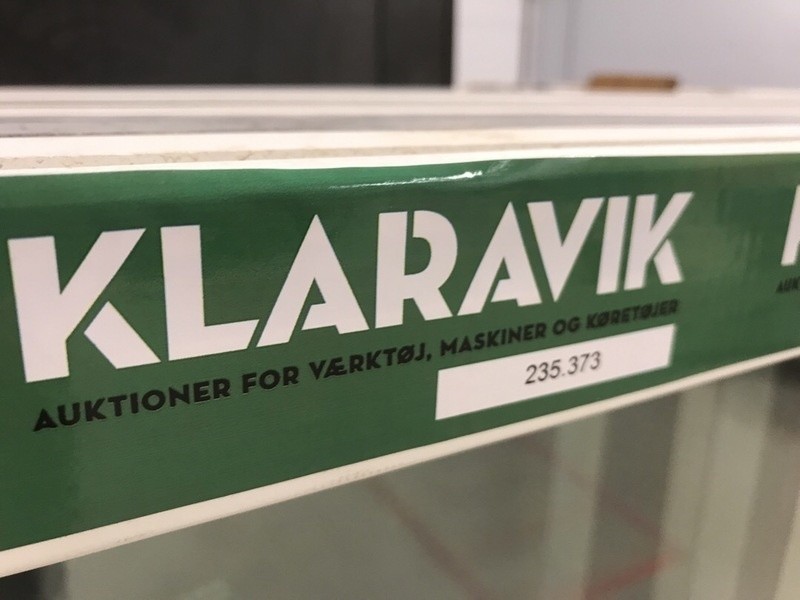 KLARAVIK
AUKTIONER FOR VÆRKTØJ, MASKINER OG KØRETØJER
235.373